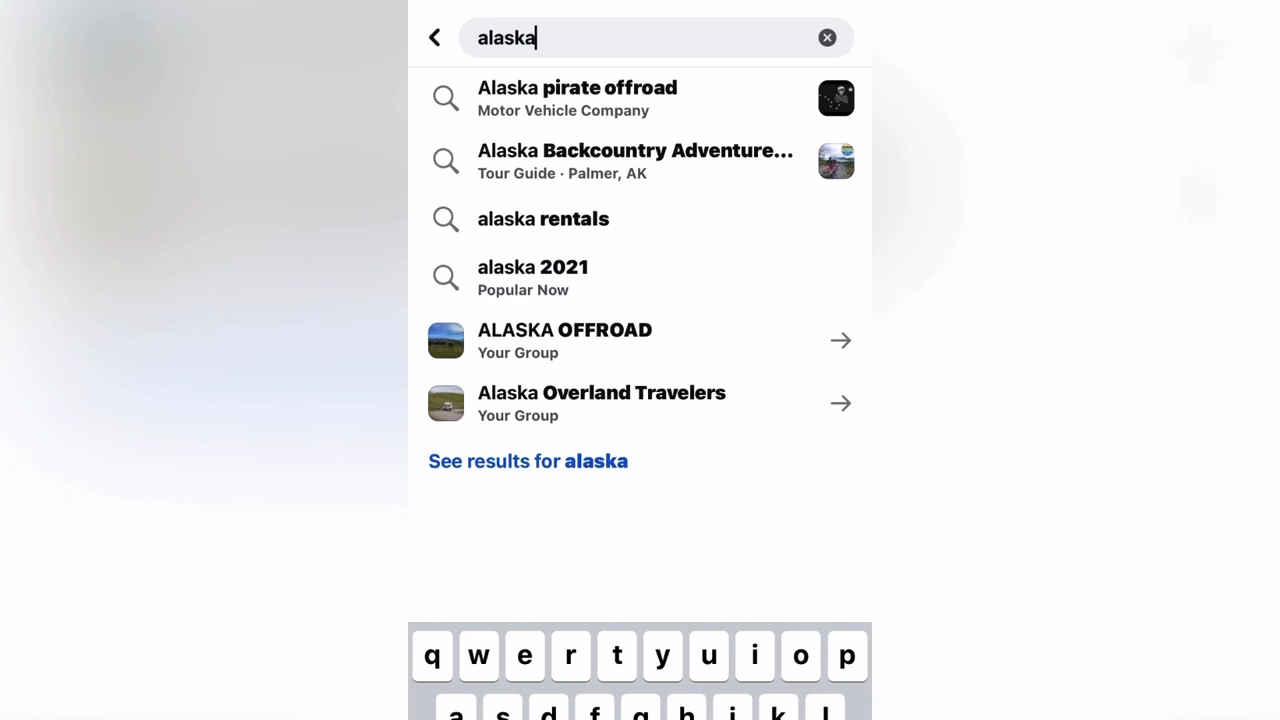 alaska
Alaska pirate offroad
Motor Vehicle Company
Alaska Backcountry Adventure...
Tour Guide · Palmer, AK
alaska rentals
alaska 2021
Popular Now
ALASKA OFFROAD
Your Group
Alaska Overland Travelers
Your Group
See results for alaska
q w e r t y u i o p
a s d f g h j k l